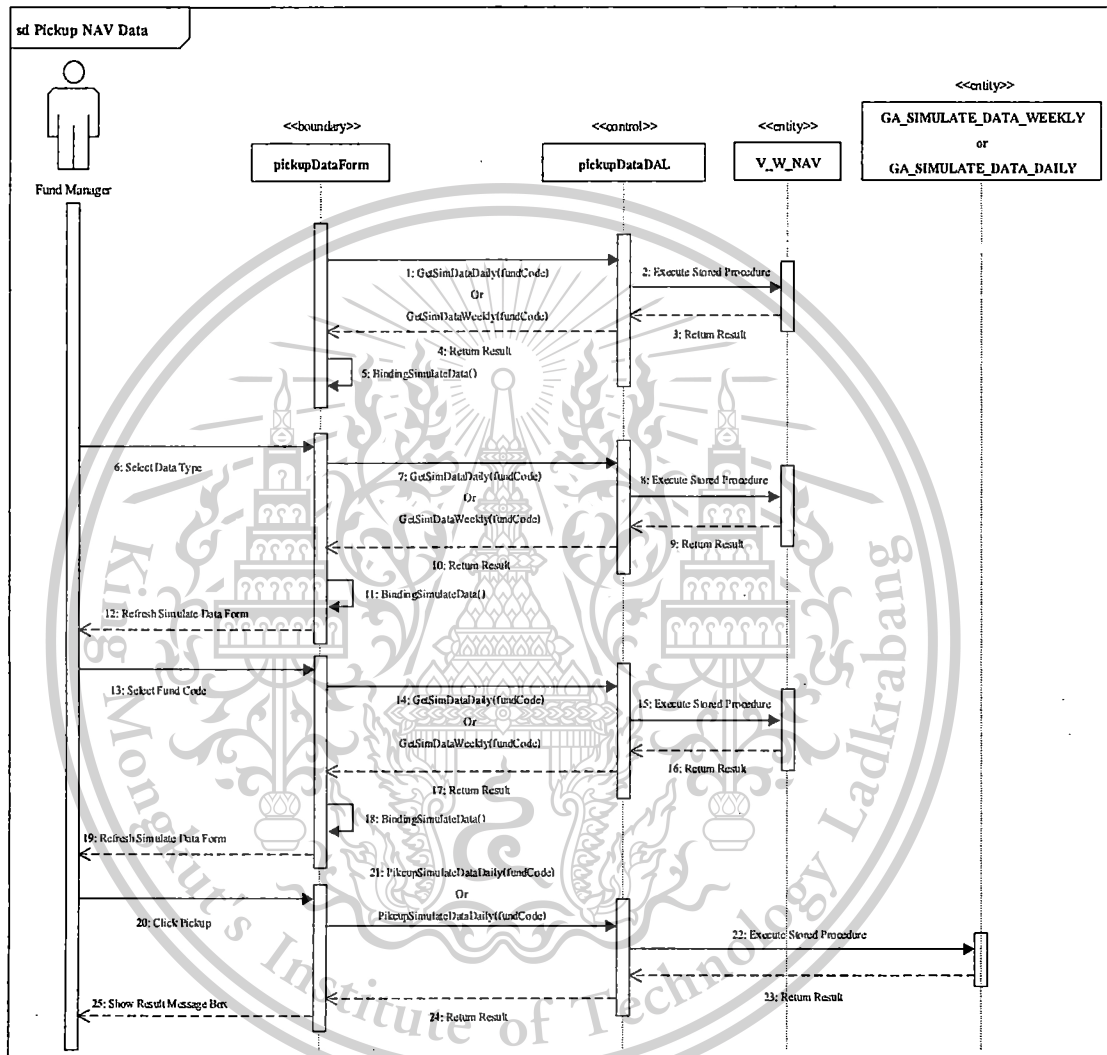 sd Pickup NAV Data
Fund Manager
<<boundary>>
pickupDataForm
<<control>>
pickupDataDAL
<<entity>>
V_W_NAV
<<entity>>
GA_SIMULATE_DATA_WEEKLY
or
GA_SIMULATE_DATA_DAILY
1: GetSimDataDaily(fundCode)
Or
GetSimDataWeekly(fundCode)
2: Execute Stored Procedure
3: Return Result
4: Return Result
5: BindingSimulateData()
6: Select Data Type
7: GetSimDataDaily(fundCode)
Or
GetSimDataWeekly(fundCode)
8: Execute Stored Procedure
9: Return Result
10: Return Result
11: BindingSimulateData()
12: Refresh Simulate Data Form
13: Select Fund Code
14: GetSimDataDaily(fundCode)
Or
GetSimDataWeekly(fundCode)
15: Execute Stored Procedure
16: Return Result
17: Return Result
18: BindingSimulateData()
19: Refresh Simulate Data Form
20: Click Pickup
21: PikcupSimulateDataDaily(fundCode)
Or
PikcupSimulateDataDaily(fundCode)
22: Execute Stored Procedure
23: Return Result
24: Return Result
25: Show Result Message Box
King Mongkut's Institute of Technology Ladkrabang